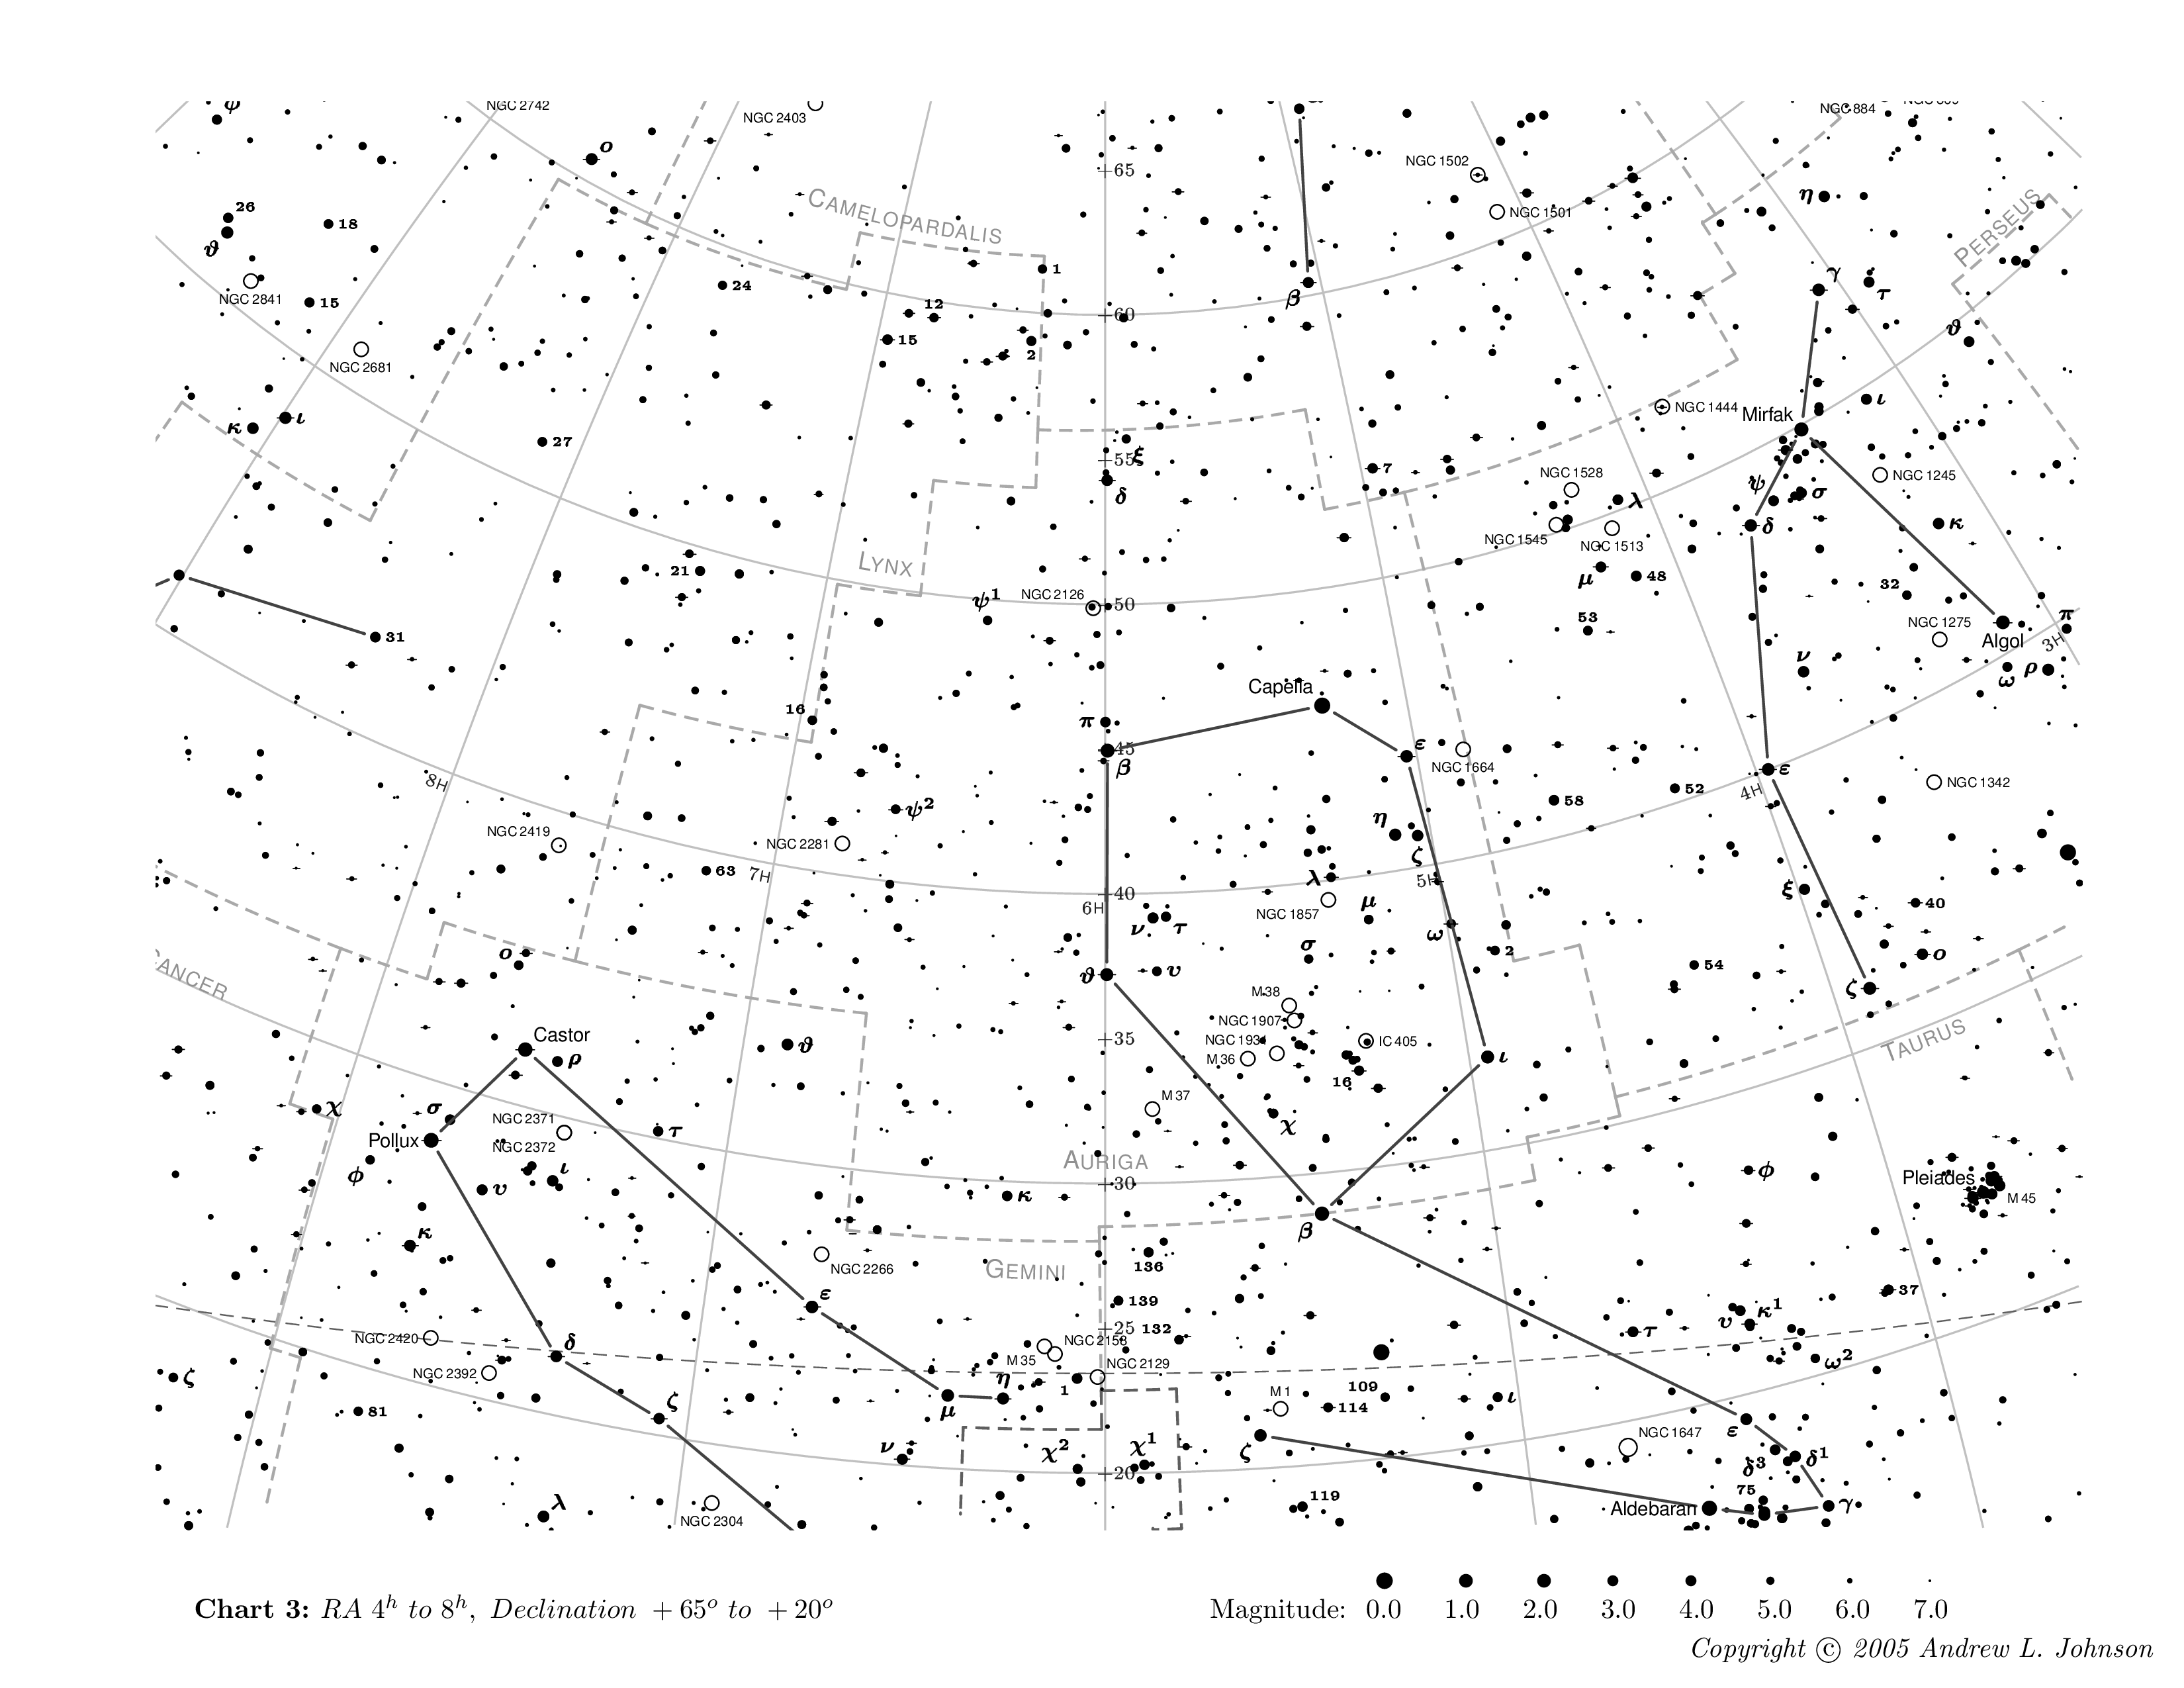 ψ
NGC 2742
NGC 2403
NGC 884
ο
NGC 1502
26
18
ϑ
CAMELOPARDALIS
NGC 1501
η
PERSEUS
+65
NGC 2841
15
24
1
12
15
2
β
+60
γ
τ
ϑ
NGC 2681
κ
ι
27
NGC 1444
Mirfak
ι
ξ
+55
δ
7
NGC 1528
λ
ψ
σ
NGC 1245
NGC 1545
NGC 1513
δ
κ
LYNX
21
μ
48
32
ψ1
NGC 2126
+50
53
NGC 1275
Algol
π
3H
31
ν
ω
ρ
16
Capella
π
+45
β
ε
NGC 1664
ε
8H
4H
NGC 1342
58
52
ψ2
NGC 2419
NGC 2281
η
ζ
63
7H
λ
5H
+40
6H
NGC 1857
μ
ξ
40
ν
τ
ω
2
σ
ο
CANCER
ο
ϑ
υ
54
ζ
M 38
NGC 1907
NGC 1931
M 36
IC 405
+35
TAURUS
Castor
ρ
ϑ
16
ι
χ
σ
NGC 2371
NGC 2372
M 37
χ
Pollux
τ
φ
ι
υ
AURIGA
+30
κ
φ
Pleiades
M 45
κ
β
NGC 2266
GEMINI
136
ε
139
37
κ1
υ
τ
NGC 2420
+25
132
NGC 2158
M 35
NGC 2129
ω2
δ
NGC 2392
ζ
η
1
M 1
109
ι
81
ζ
μ
114
ν
χ2
χ1
ζ
NGC 1647
ε
δ3
δ1
+20
λ
NGC 2304
119
75
Aldebaran
γ
Chart 3: RA 4h to 8h, Declination +65o to +20o
Magnitude: 0.0 1.0 2.0 3.0 4.0 5.0 6.0 7.0
Copyright © 2005 Andrew L. Johnson